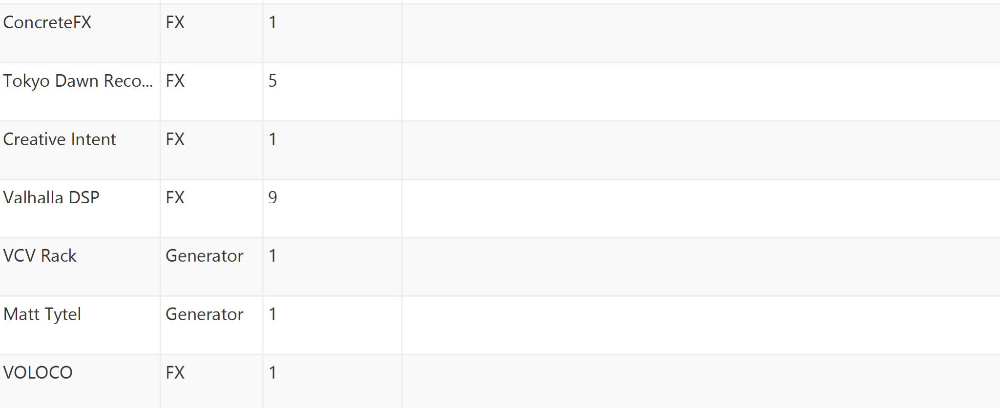 ConcreteFX FX 1
Tokyo Dawn Reco... FX 5
Creative Intent FX 1
Valhalla DSP FX 9
VCV Rack Generator 1
Matt Tytel Generator 1
VOLOCO FX 1